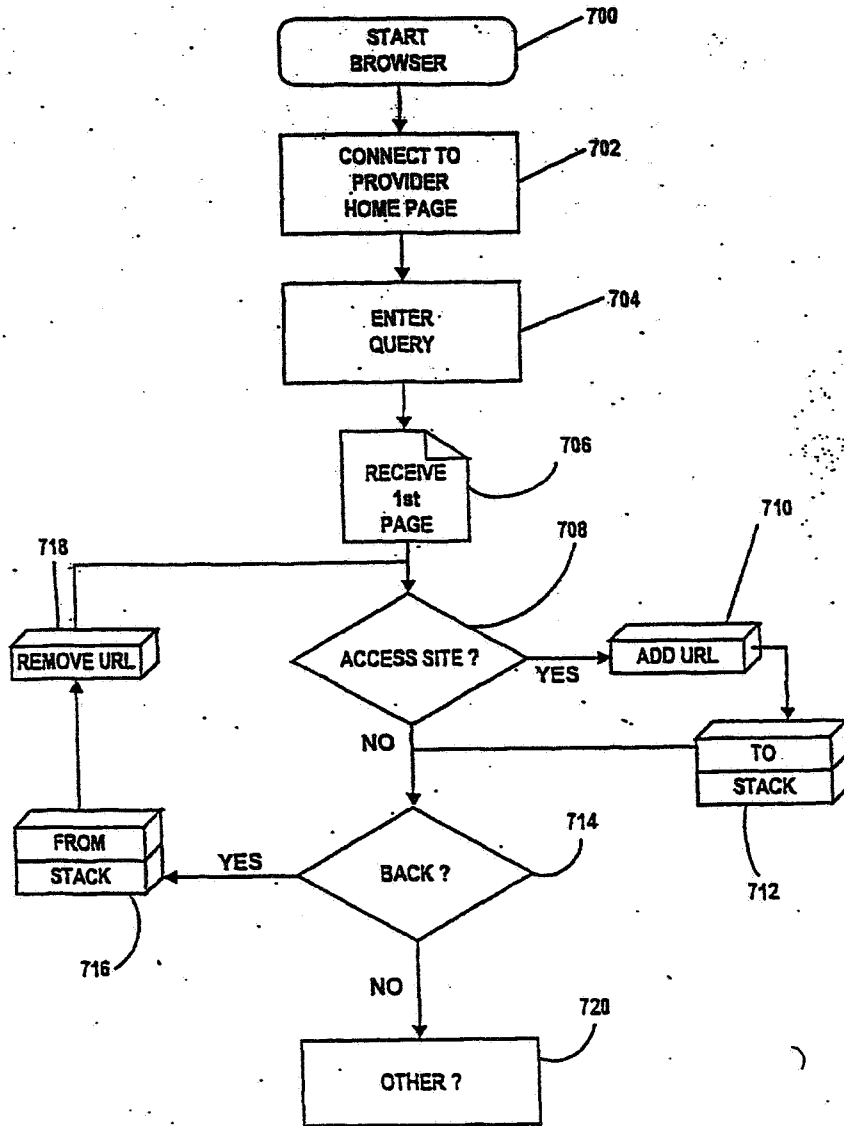 START
BROWSER
700
CONNECT TO
PROVIDER
HOME PAGE
702
ENTER
QUERY
704
RECEIVE
1st
PAGE
706
708
710
718
REMOVE URL
ACCESS SITE ?
YES
ADD URL
NO
TO
STACK
712
FROM
STACK
716
YES
BACK ?
714
NO
720
OTHER ?